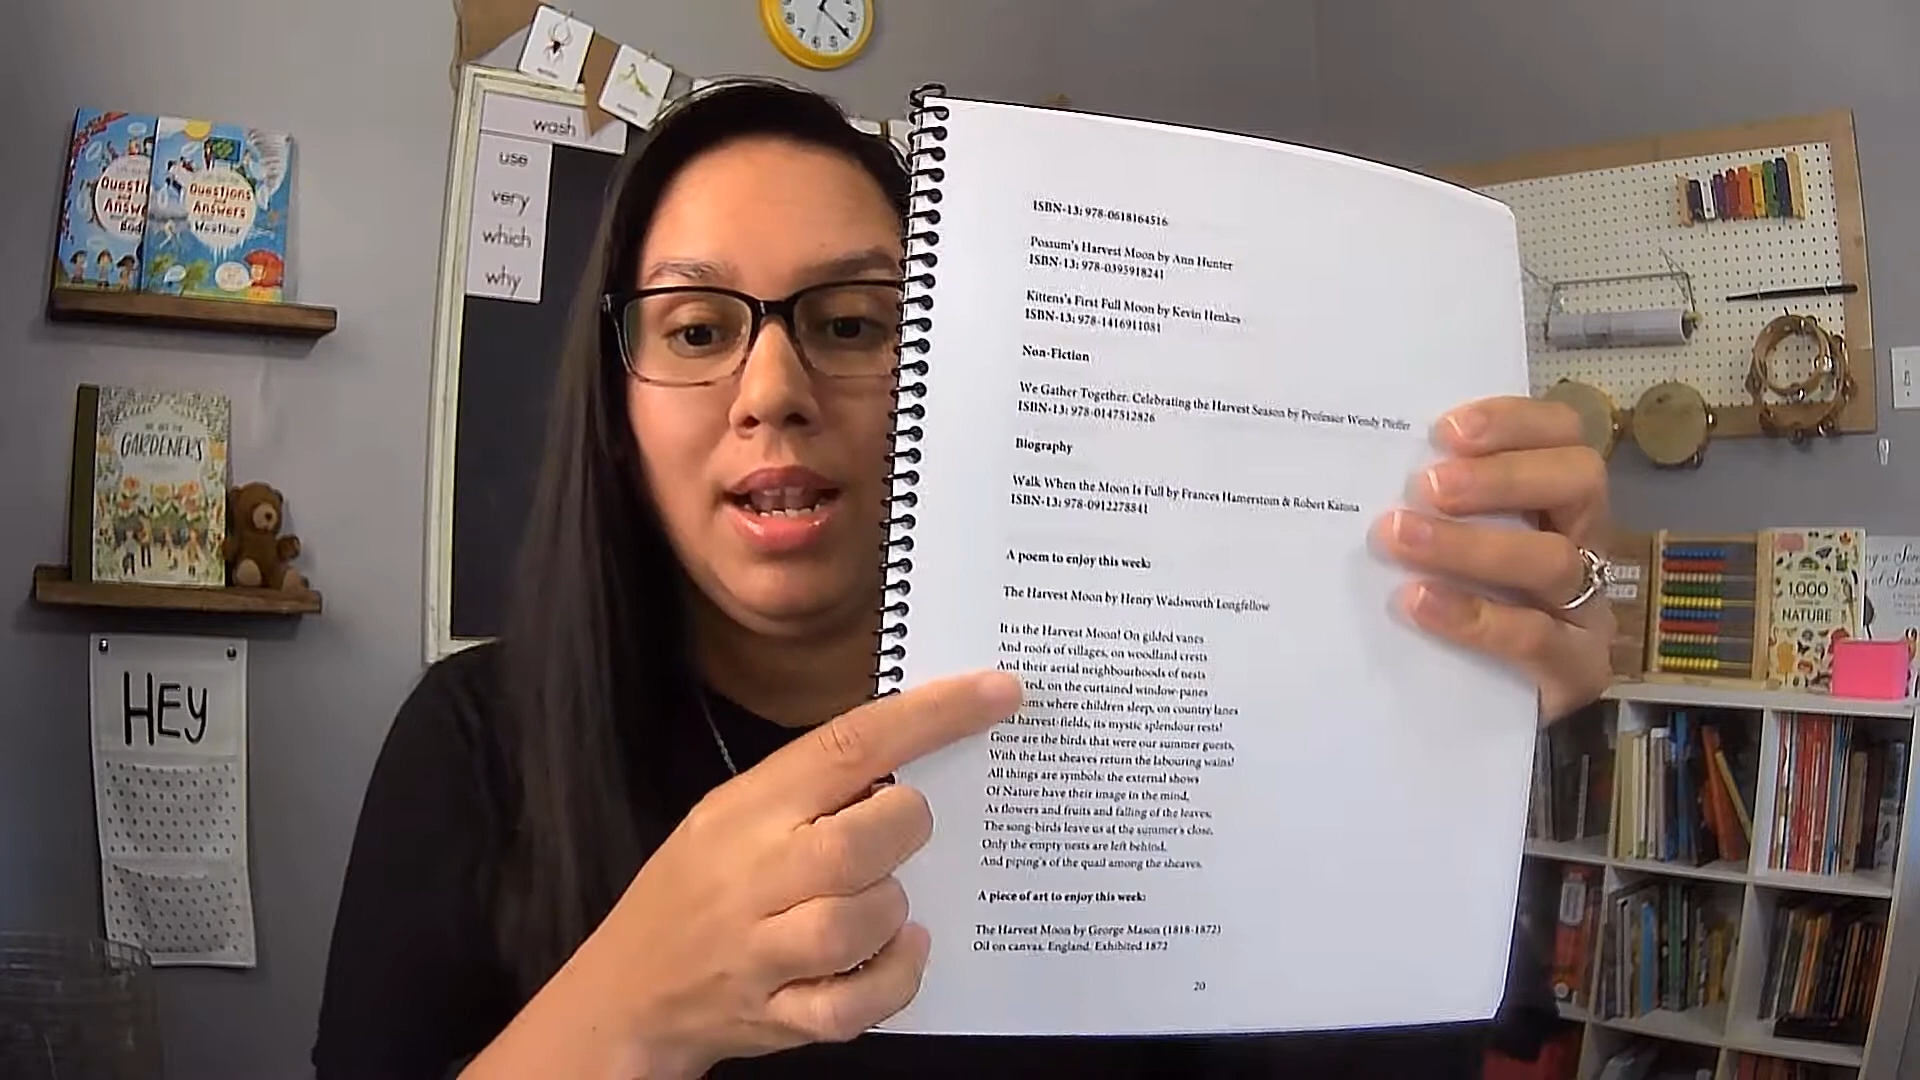 8
3
7
6
5
wash
use
very
which
why
Questions
and
Answers
Weather
GARDENERS
HEY
ISBN-13: 978-0618164516
Possum's Harvest Moon by Ann Hunter
ISBN-13: 978-0395918241
Kittens's First Full Moon by Kevin Henkes
ISBN-13: 978-1416911081
Non-Fiction
We Gather Together: Celebrating the Harvest Season by Professor Wendy Pfeffer
ISBN-13: 978-0147512826
Biography
Walk When the Moon Is Full by Frances Hamerstom & Robert Katona
ISBN-13: 978-0912278841
A poem to enjoy this week:
The Harvest Moon by Henry Wadsworth Longfellow
It is the Harvest Moon! On gilded vanes
And roofs of villages, on woodland crests
And their aerial neighbourhoods of nests
ted, on the curtained window-panes
oms where children sleep, on country lanes
nd harvest-fields, its mystic splendour rests!
Gone are the birds that were our summer guests,
With the last sheaves return the labouring wains!
All things are symbols: the external shows
Of Nature have their image in the mind,
As flowers and fruits and falling of the leaves;
The song-birds leave us at the summer's close,
Only the empty nests are left behind,
And piping's of the quail among the sheaves.
A piece of art to enjoy this week:
The Harvest Moon by George Mason (1818-1872)
Oil on canvas, England, Exhibited 1872
20
1,000
NATURE